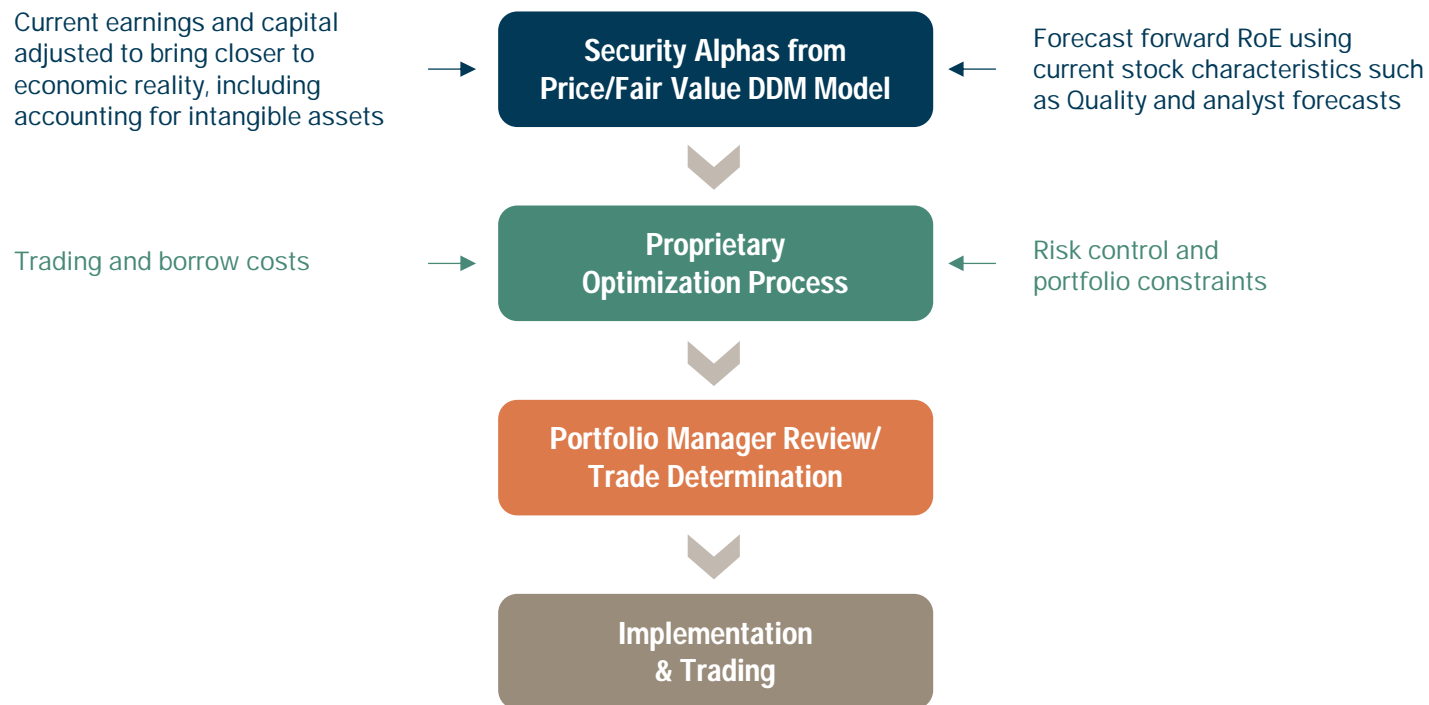 Current earnings and capital
adjusted to bring closer to
economic reality, including
accounting for intangible assets
Security Alphas from
Price/Fair Value DDM Model
Forecast forward RoE using
current stock characteristics such
as Quality and analyst forecasts
Trading and borrow costs
Proprietary
Optimization Process
Risk control and
portfolio constraints
Portfolio Manager Review/
Trade Determination
Implementation
& Trading